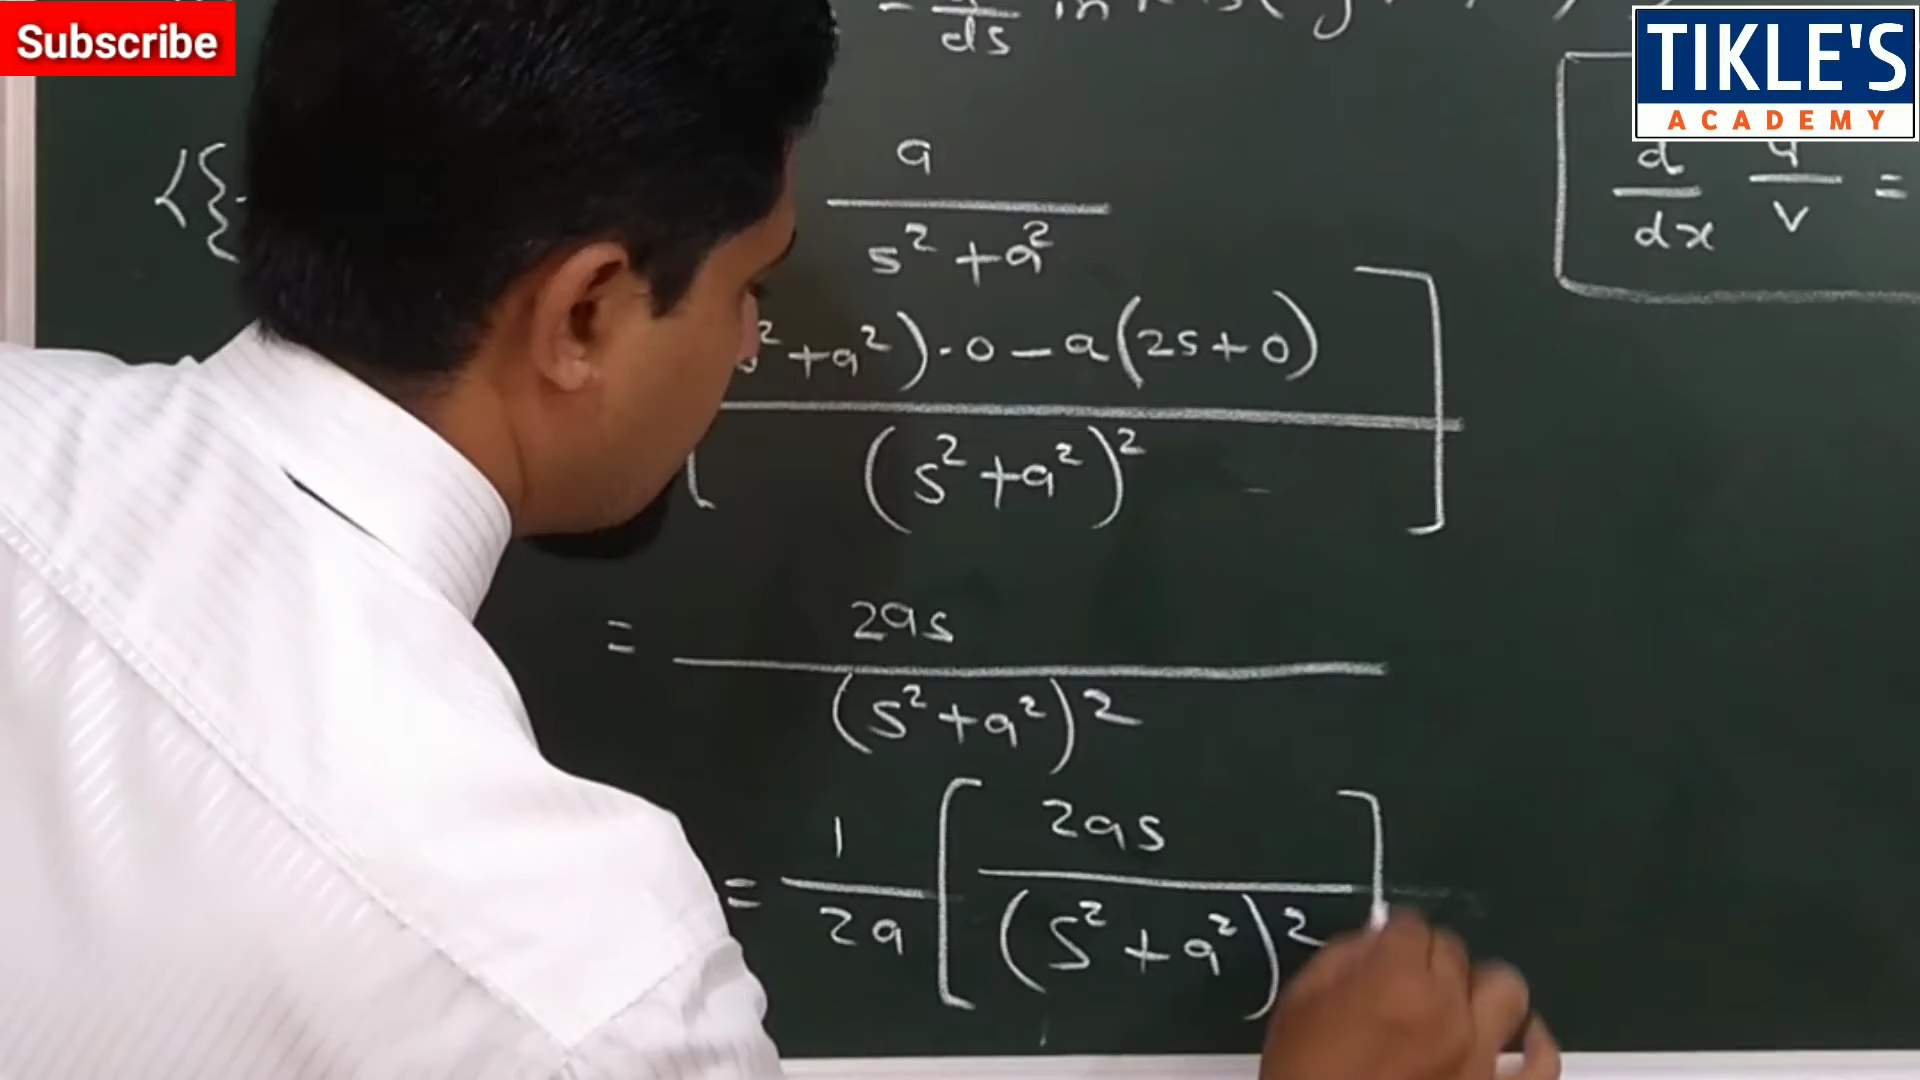 Subscribe
TIKLE'S
ACADEMY
d/ds
a/(s²+a²)
d/dx u/v =
²+a²)·0-a(2s+0)]/(s²+a²)²
= 2as/(s²+a²)²
= 1/2a [2as/(s²+a²)²]